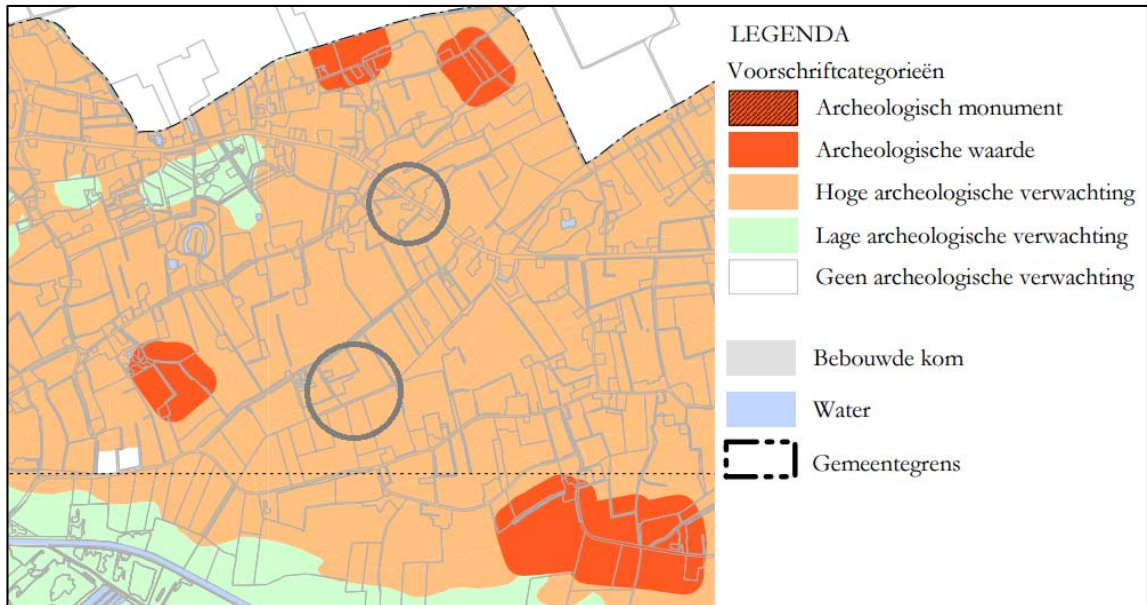 LEGENDA
Voorschriftcategorieën
Archeologisch monument
Archeologische waarde
Hoge archeologische verwachting
Lage archeologische verwachting
Geen archeologische verwachting
Bebouwde kom
Water
Gemeentegrens